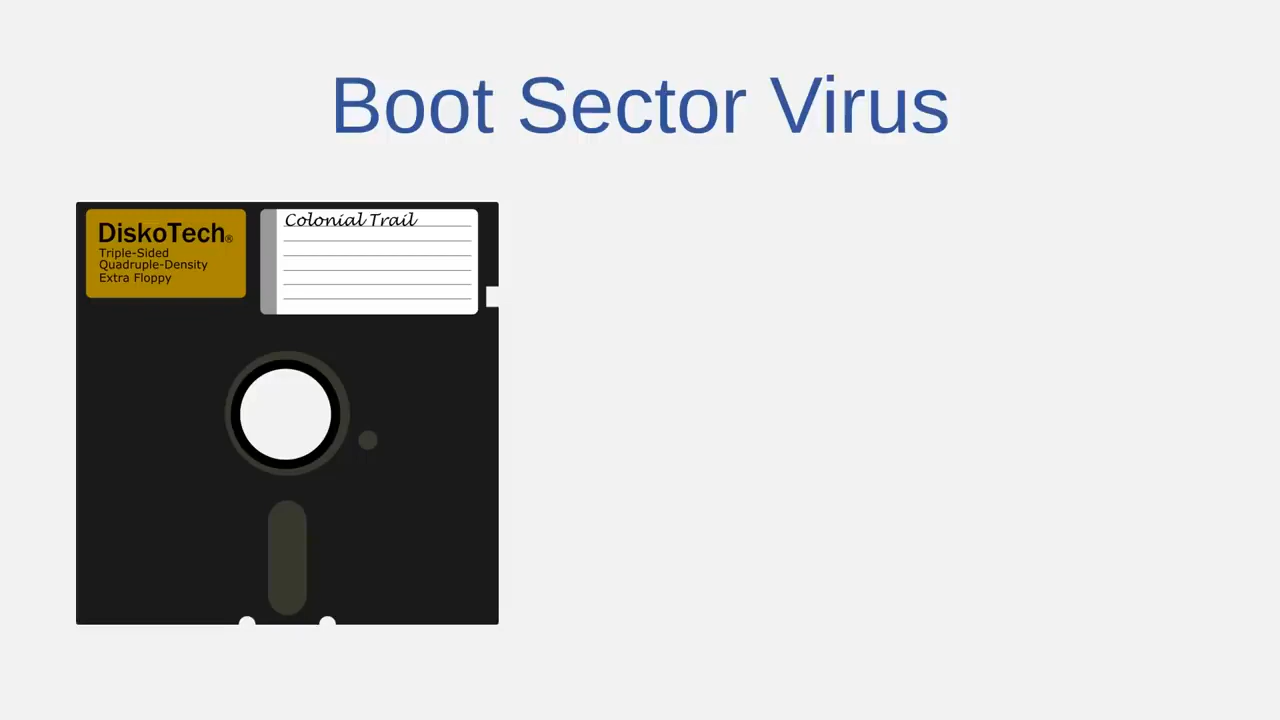 Boot Sector Virus
DiskoTech®
Triple-Sided
Quadruple-Density
Extra Floppy
Colonial Trail